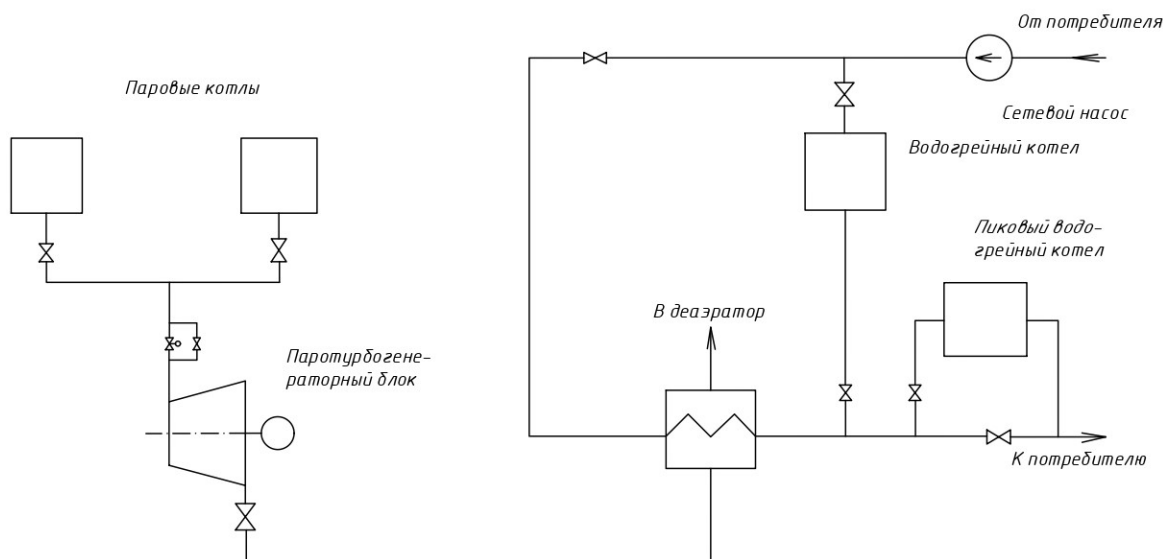 От потребителя
Паровые котлы
Сетевой насос
Водогрейный котел
Пиковый водо-
грейный котел
В деаэратор
Паротурбогене-
раторный блок
К потребителю